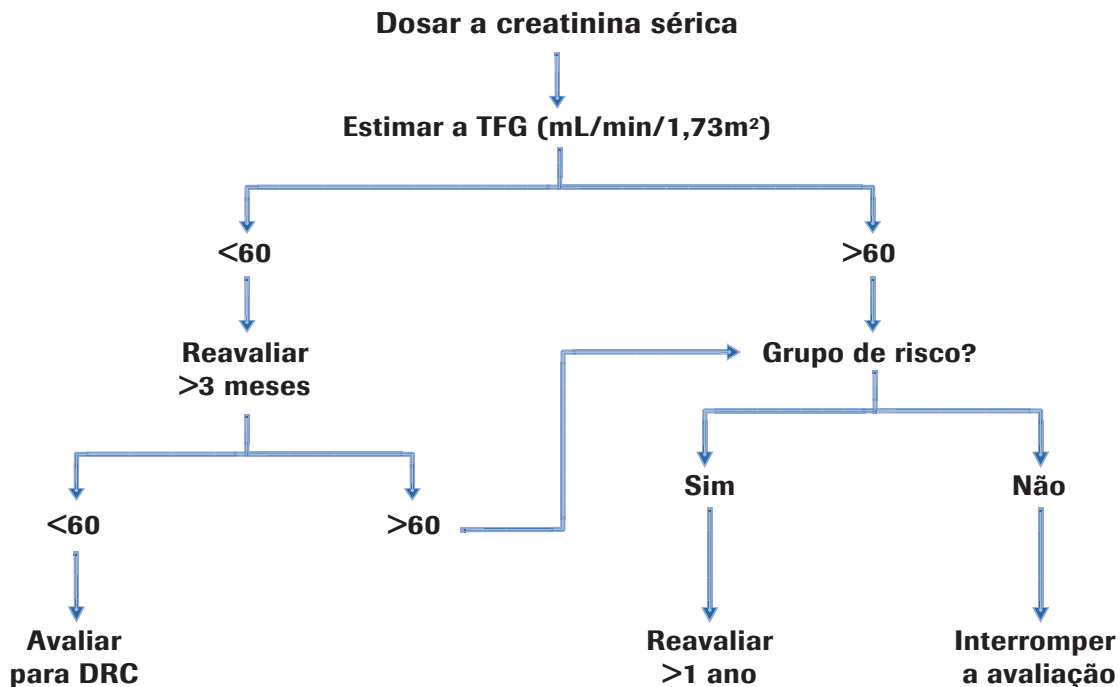 Dosar a creatinina sérica
Estimar a TFG (mL/min/1,73m²)
<60
>60
Reavaliar
>3 meses
Grupo de risco?
<60
>60
Sim
Não
Avaliar
para DRC
Reavaliar
>1 ano
Interromper
a avaliação